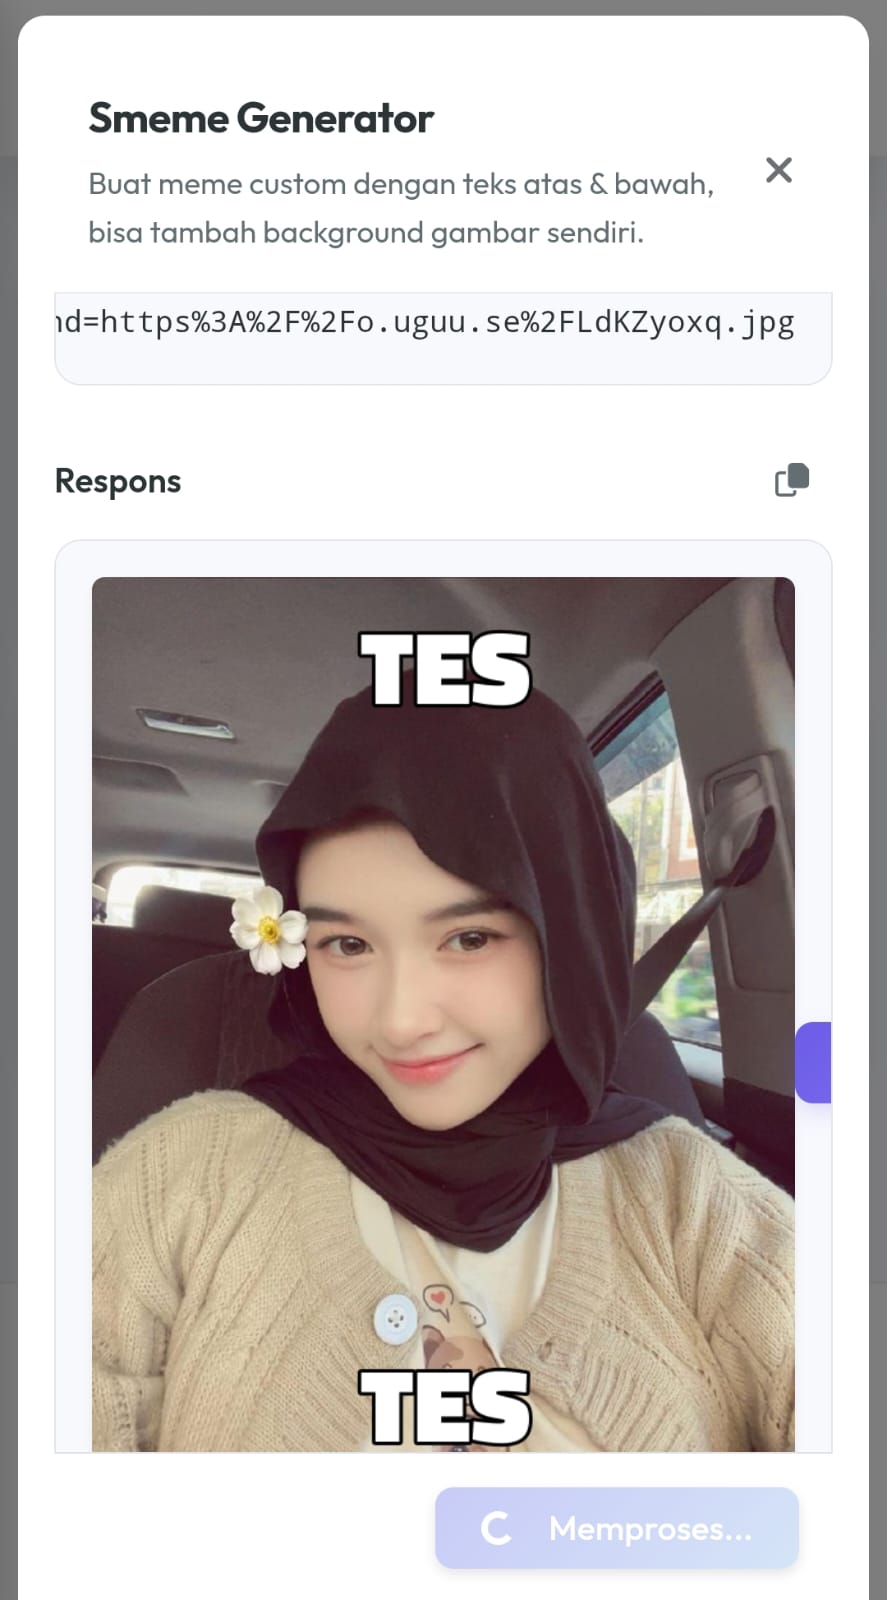 Smeme Generator
Buat meme custom dengan teks atas & bawah,
bisa tambah background gambar sendiri.
nd=https%3A%2F%2Fo.uguu.se%2FLdKZyoxq.jpg
Respons
TES
TES
Memproses...